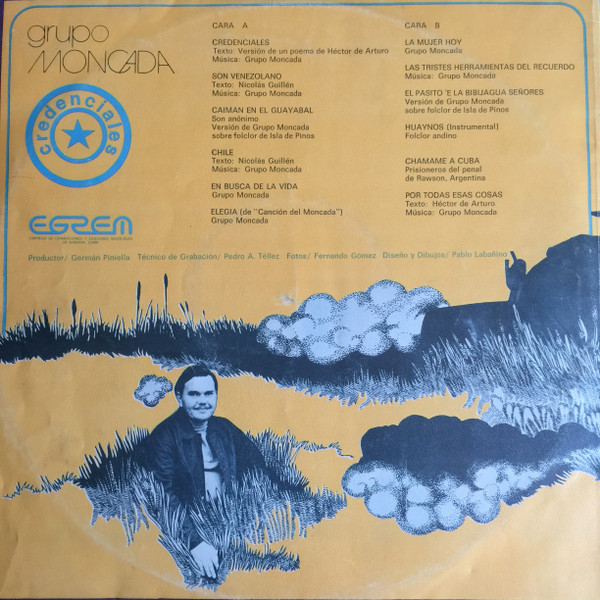 grupo
MONCADA
credenciales
EGREM
CARA A
CREDENCIALES
Texto: Versión de un poema de Héctor de Arturo
Música: Grupo Moncada
SON VENEZOLANO
Texto: Nicolás Guillén
Música: Grupo Moncada
CAIMAN EN EL GUAYABAL
Son anónimo
Versión de Grupo Moncada
sobre folclor de Isla de Pinos
CHILE
Texto: Nicolás Guillén
Música: Grupo Moncada
EN BUSCA DE LA VIDA
Grupo Moncada
ELEGIA (de "Canción del Moncada")
Grupo Moncada
CARA B
LA MUJER HOY
Grupo Moncada
LAS TRISTES HERRAMIENTAS DEL RECUERDO
Música: Grupo Moncada
EL PASITO 'E LA BIBIJAGUA SEÑORES
Versión de Grupo Moncada
sobre folclor de Isla de Pinos
HUAYNOS (Instrumental)
Folclor andino
CHAMAME A CUBA
Prisioneros del penal
de Rawson, Argentina
POR TODAS ESAS COSAS
Texto: Héctor de Arturo
Música: Grupo Moncada
Productor/ Germán Piniella Técnico de Grabación/ Pedro A. Téllez Fotos/ Fernando Gómez Diseño y Dibujos/ Pablo Labañino